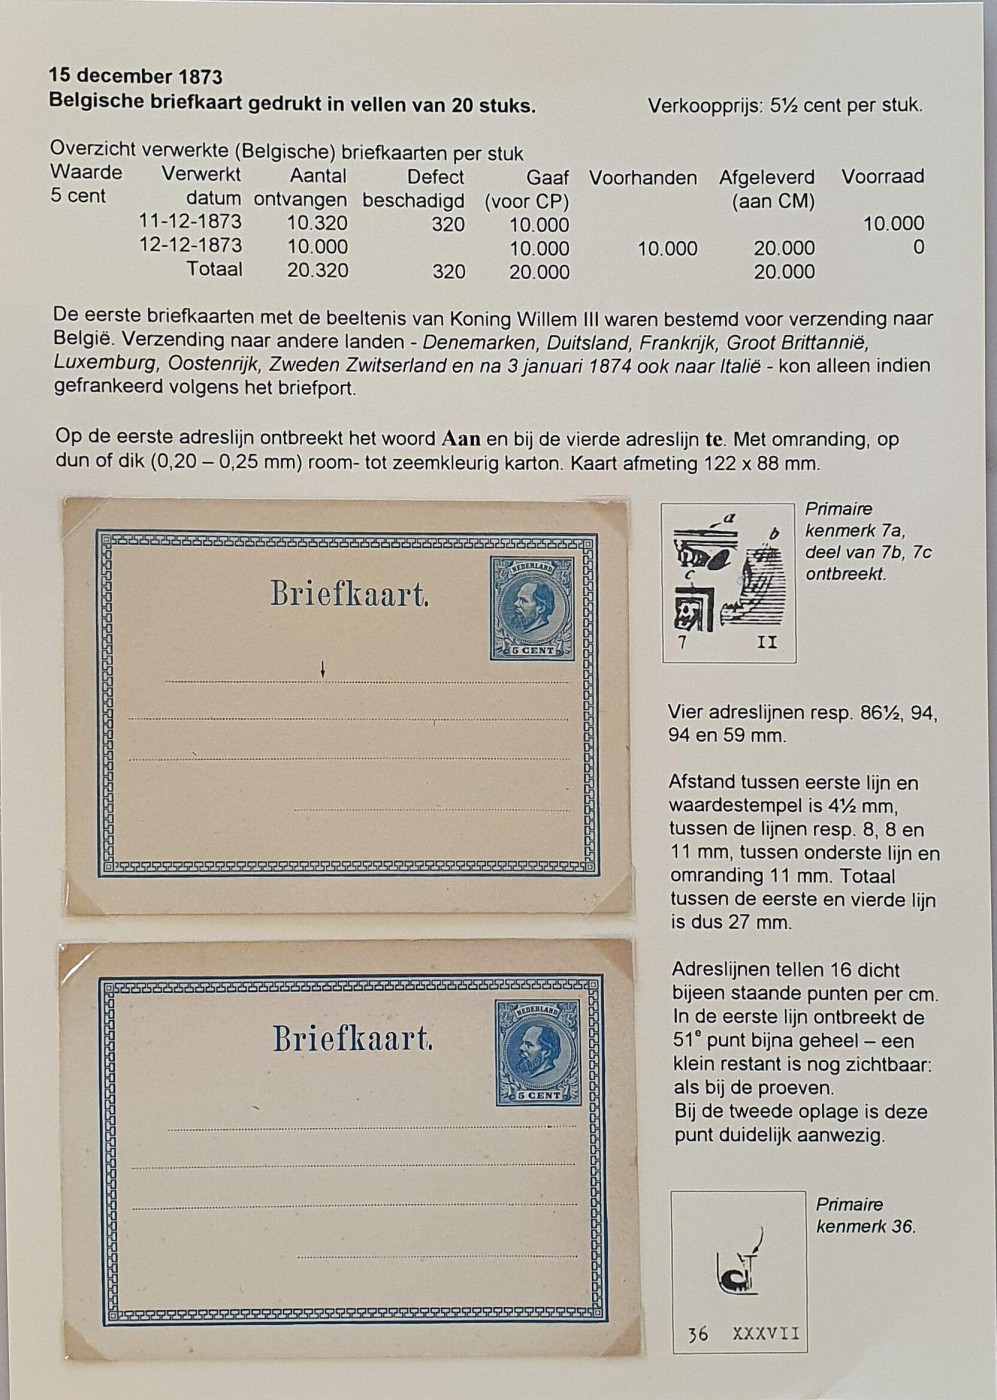 15 december 1873
Belgische briefkaart gedrukt in vellen van 20 stuks. Verkoopprijs: 5½ cent per stuk.
Overzicht verwerkte (Belgische) briefkaarten per stuk
Waarde Verwerkt Aantal Defect Gaaf Voorhanden Afgeleverd Voorraad
5 cent datum ontvangen beschadigd (voor CP) (aan CM)
11-12-1873 10.320 320 10.000 10.000
12-12-1873 10.000 10.000 10.000 20.000 0
Totaal 20.320 320 20.000 20.000
De eerste briefkaarten met de beeltenis van Koning Willem III waren bestemd voor verzending naar
België. Verzending naar andere landen - Denemarken, Duitsland, Frankrijk, Groot Brittannië,
Luxemburg, Oostenrijk, Zweden Zwitserland en na 3 januari 1874 ook naar Italië - kon alleen indien
gefrankeerd volgens het briefport.
Op de eerste adreslijn ontbreekt het woord Aan en bij de vierde adreslijn te. Met omranding, op
dun of dik (0,20 – 0,25 mm) room- tot zeemkleurig karton. Kaart afmeting 122 x 88 mm.
Briefkaart.
NEDERLAND
5 CENT
a
b
c
7 II
Primaire
kenmerk 7a,
deel van 7b, 7c
ontbreekt.
Vier adreslijnen resp. 86½, 94,
94 en 59 mm.
Afstand tussen eerste lijn en
waardestempel is 4½ mm,
tussen de lijnen resp. 8, 8 en
11 mm, tussen onderste lijn en
omranding 11 mm. Totaal
tussen de eerste en vierde lijn
is dus 27 mm.
Briefkaart.
NEDERLAND
5 CENT
Adreslijnen tellen 16 dicht
bijeen staande punten per cm.
In de eerste lijn ontbreekt de
51e punt bijna geheel – een
klein restant is nog zichtbaar:
als bij de proeven.
Bij de tweede oplage is deze
punt duidelijk aanwezig.
Primaire
kenmerk 36.
36 XXXVII